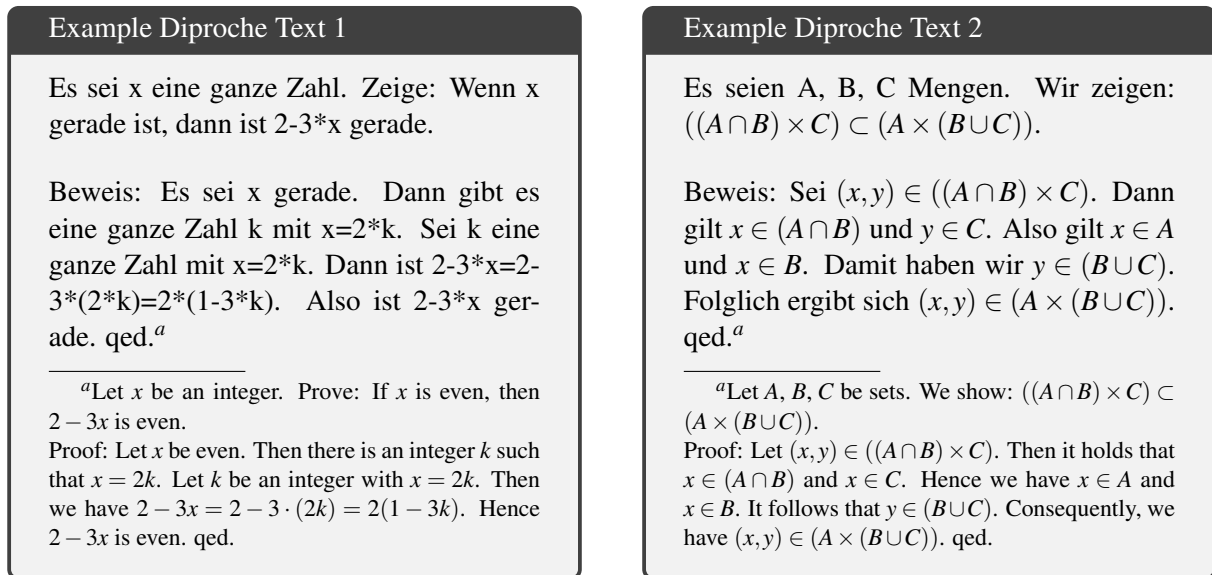 Example Diproche Text 1
Es sei x eine ganze Zahl. Zeige: Wenn x
gerade ist, dann ist 2-3*x gerade.
Beweis: Es sei x gerade. Dann gibt es
eine ganze Zahl k mit x=2*k. Sei k eine
ganze Zahl mit x=2*k. Dann ist 2-3*x=2-
3*(2*k)=2*(1-3*k). Also ist 2-3*x ger-
ade. qed.ᵃ
ᵃLet x be an integer. Prove: If x is even, then
2 − 3x is even.
Proof: Let x be even. Then there is an integer k such
that x = 2k. Let k be an integer with x = 2k. Then
we have 2 − 3x = 2 − 3 · (2k) = 2(1 − 3k). Hence
2 − 3x is even. qed.
Example Diproche Text 2
Es seien A, B, C Mengen. Wir zeigen:
((A ∩ B) × C) ⊂ (A × (B ∪ C)).
Beweis: Sei (x, y) ∈ ((A ∩ B) × C). Dann
gilt x ∈ (A ∩ B) und y ∈ C. Also gilt x ∈ A
und x ∈ B. Damit haben wir y ∈ (B ∪ C).
Folglich ergibt sich (x, y) ∈ (A × (B ∪ C)).
qed.ᵃ
ᵃLet A, B, C be sets. We show: ((A ∩ B) × C) ⊂
(A × (B ∪ C)).
Proof: Let (x, y) ∈ ((A ∩ B) × C). Then it holds that
x ∈ (A ∩ B) and x ∈ C. Hence we have x ∈ A and
x ∈ B. It follows that y ∈ (B ∪ C). Consequently, we
have (x, y) ∈ (A × (B ∪ C)). qed.